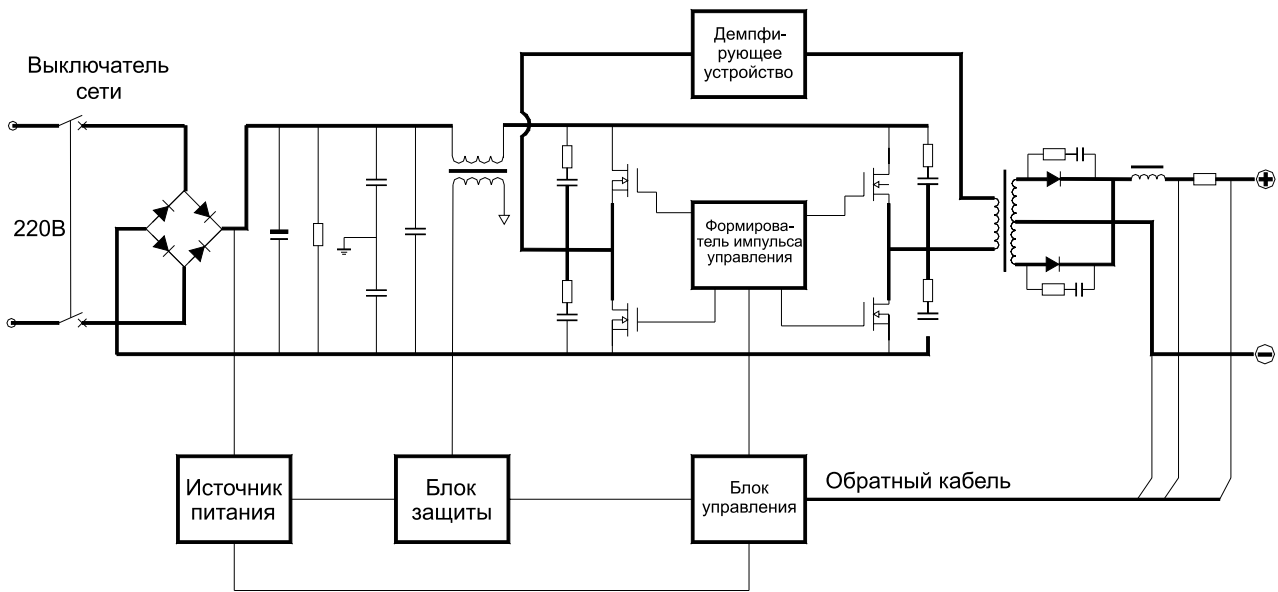 Демпфи-
рующее
устройство
Выключатель
сети
220В
Формирова-
тель импульса
управления
Источник
питания
Блок
защиты
Блок
управления
Обратный кабель